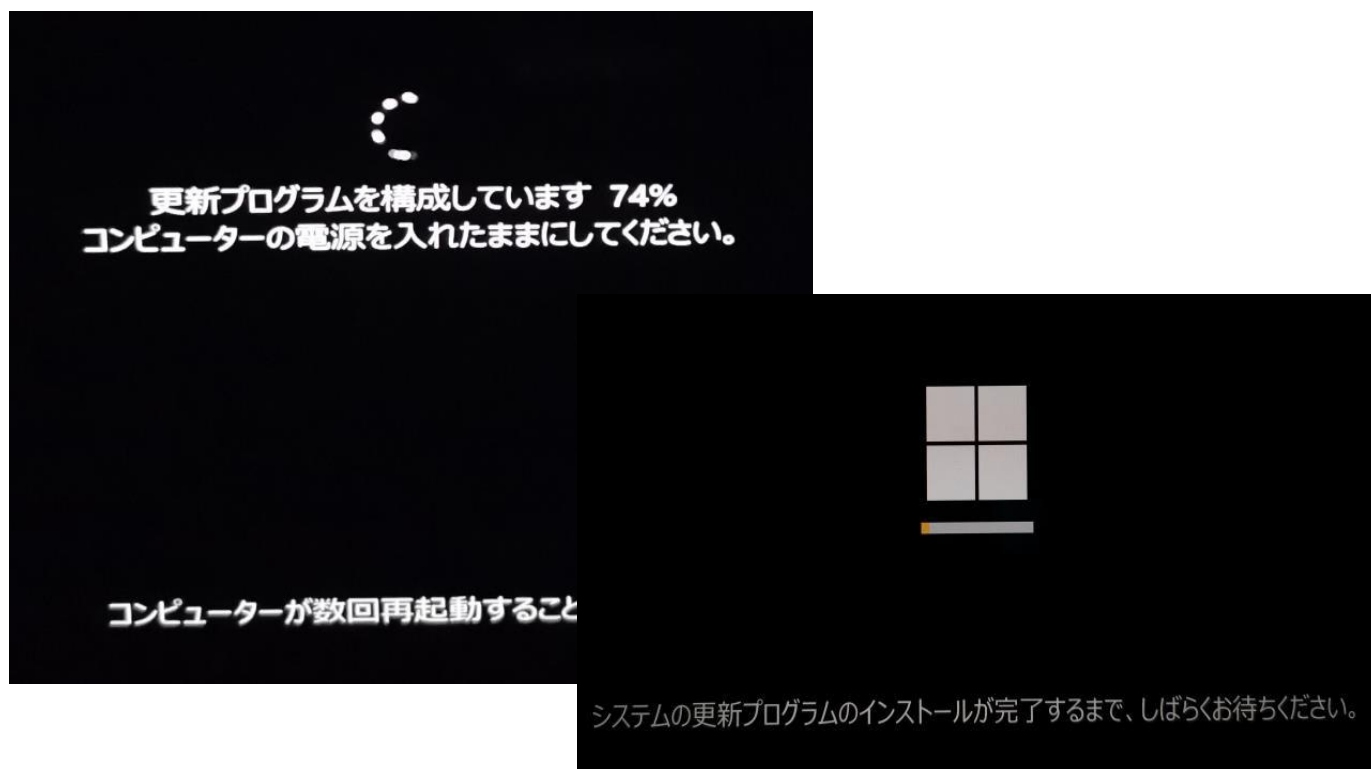 更新プログラムを構成しています 74%
コンピューターの電源を入れたままにしてください。
コンピューターが数回再起動すること
システムの更新プログラムのインストールが完了するまで、しばらくお待ちください。